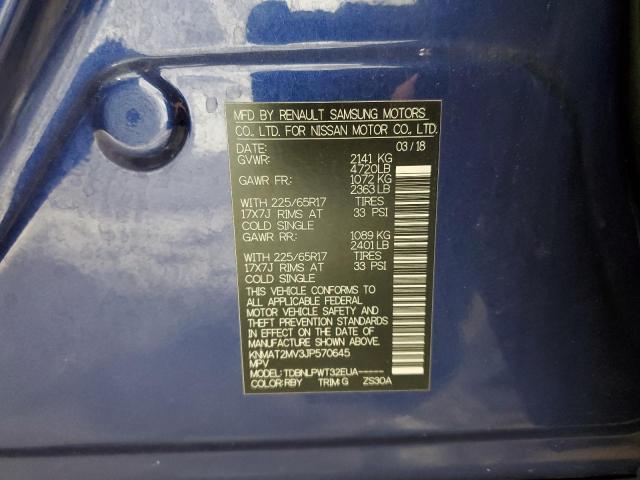 MFD BY RENAULT SAMSUNG MOTORS
CO., LTD. FOR NISSAN MOTOR CO., LTD.
DATE: 03/18
GVWR: 2141 KG
4720LB
GAWR FR: 1072 KG
2363LB
WITH 225/65R17 TIRES
17X7J RIMS AT 33 PSI
COLD SINGLE
GAWR RR: 1089 KG
2401LB
WITH 225/65R17 TIRES
17X7J RIMS AT 33 PSI
COLD SINGLE
THIS VEHICLE CONFORMS TO
ALL APPLICABLE FEDERAL
MOTOR VEHICLE SAFETY AND
THEFT PREVENTION STANDARDS
IN EFFECT ON THE DATE OF
MANUFACTURE SHOWN ABOVE.
KNMAT2MV3JP570645
MPV
MODEL: TDBNLPWT32EUA-----
COLOR: RBY TRIM: G ZS30A